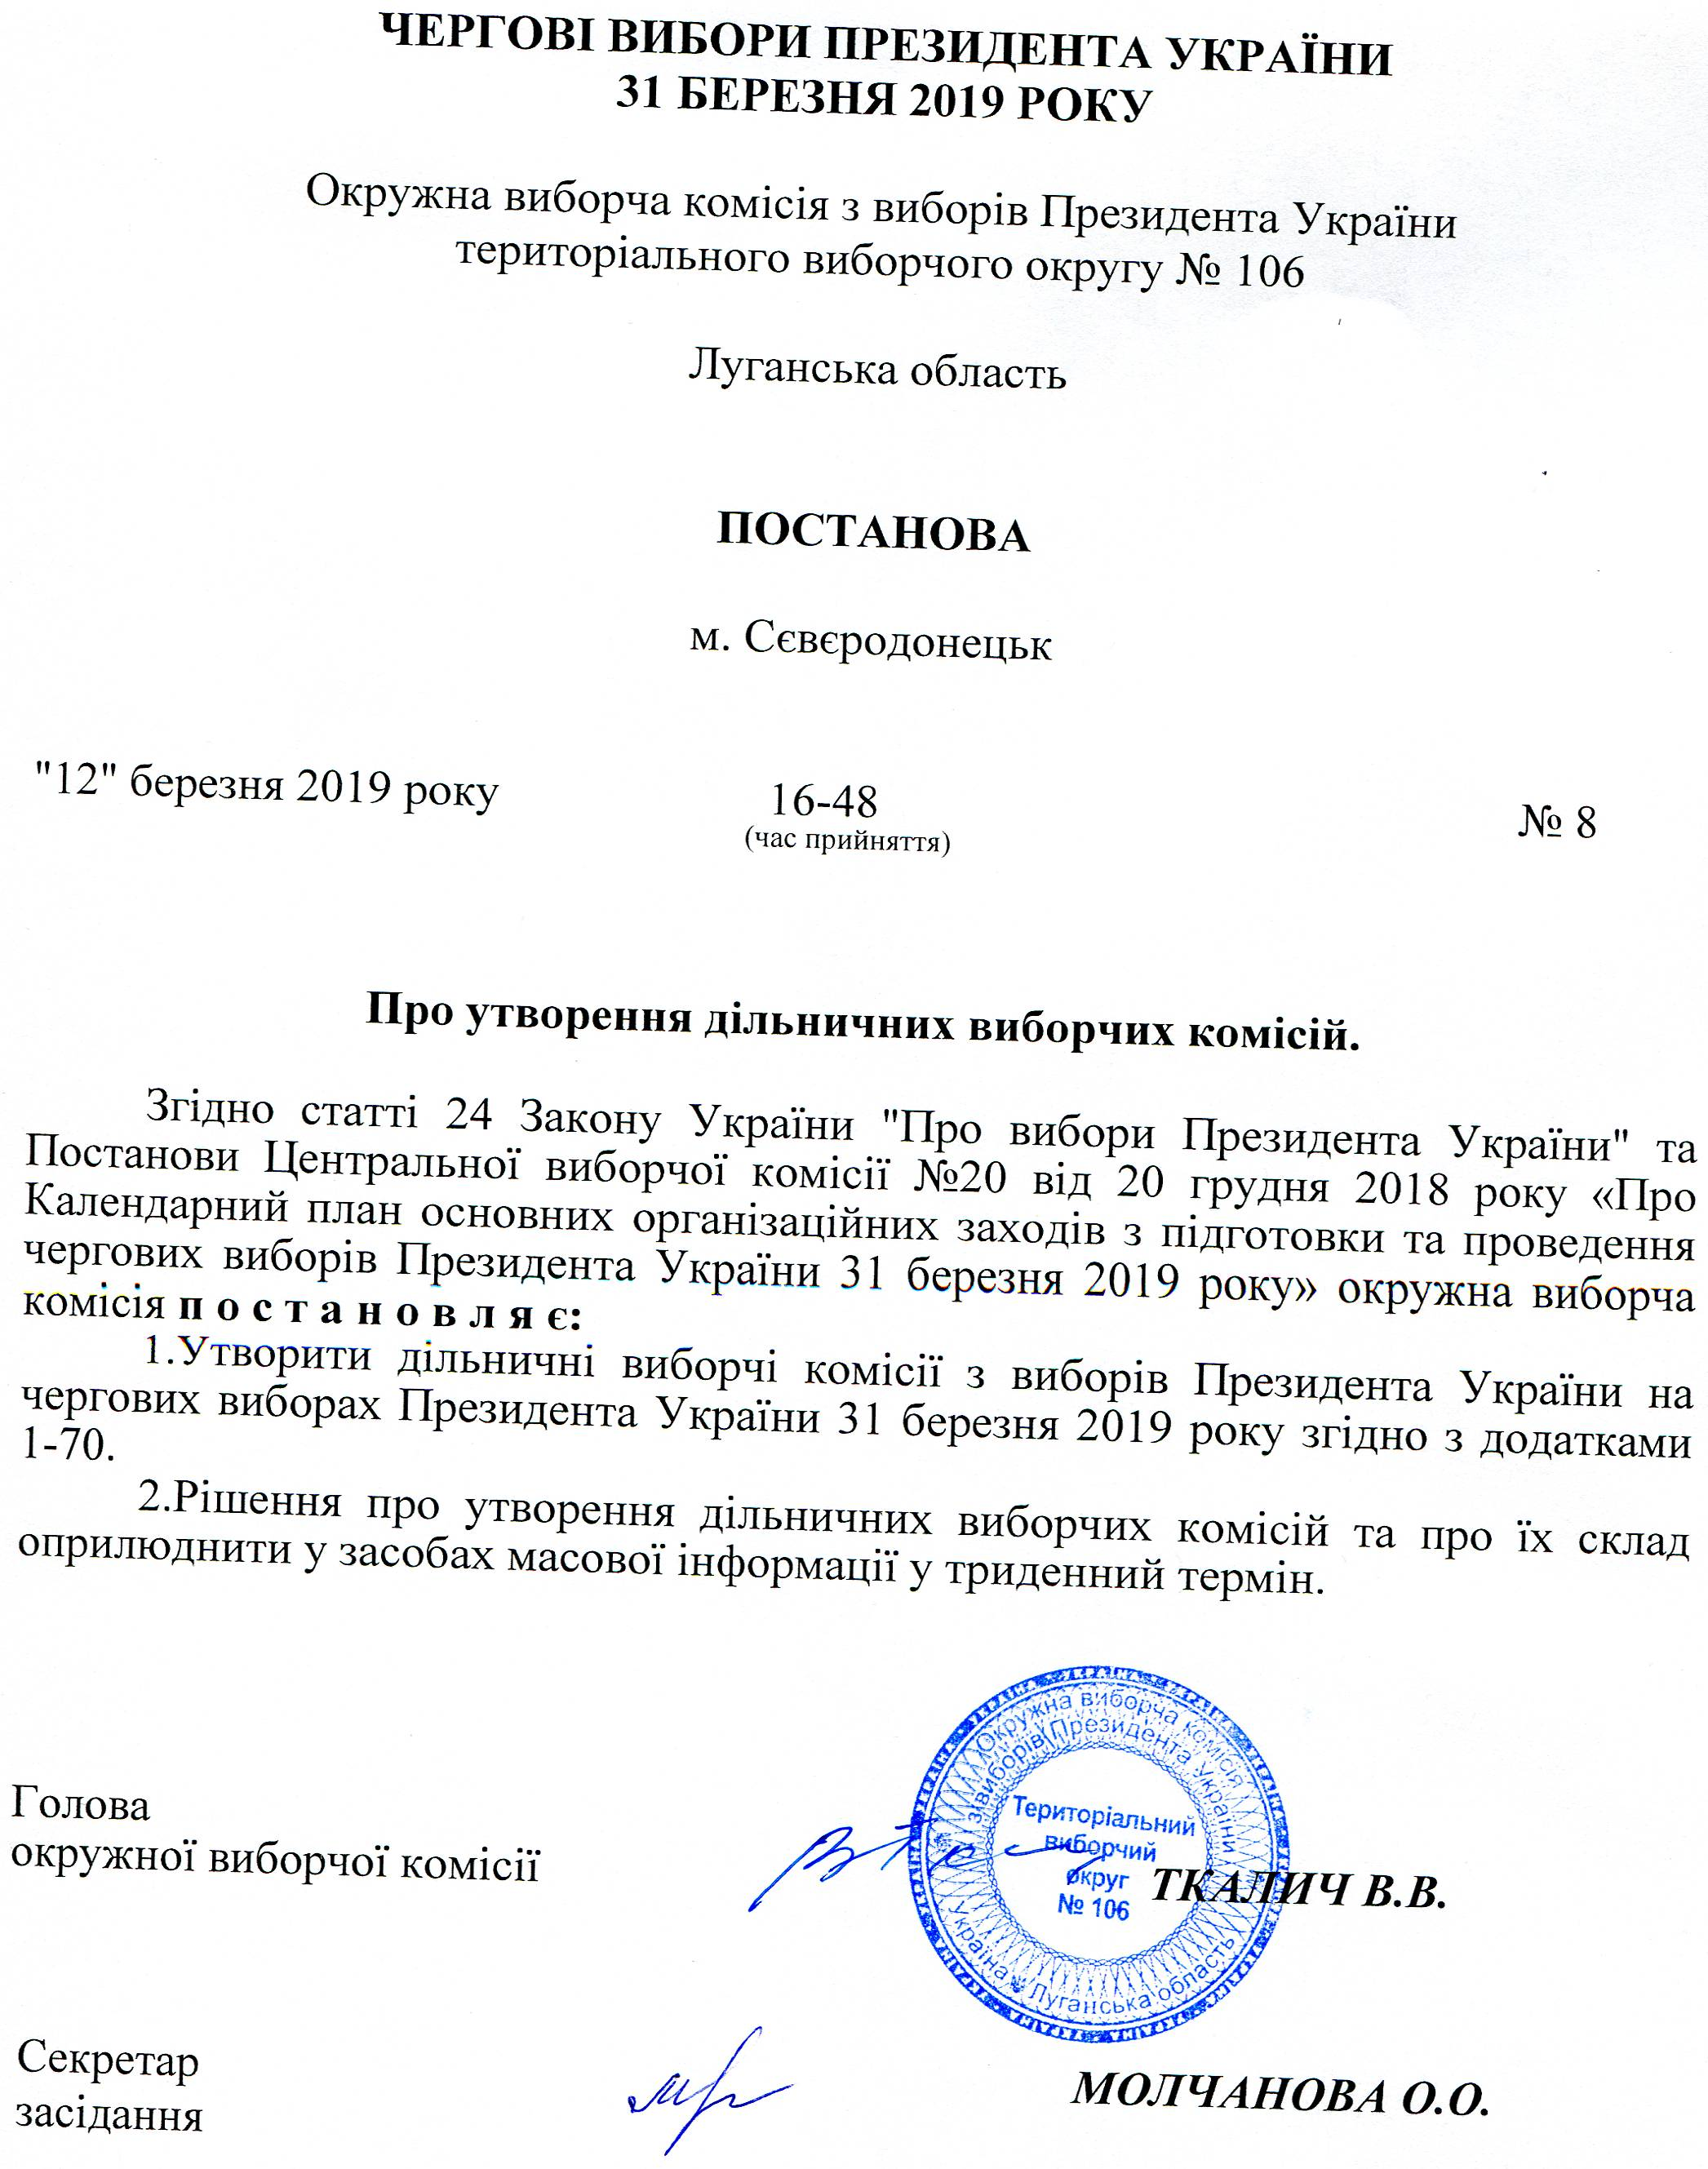 ЧЕРГОВІ ВИБОРИ ПРЕЗИДЕНТА УКРАЇНИ
31 БЕРЕЗНЯ 2019 РОКУ
Окружна виборча комісія з виборів Президента України
територіального виборчого округу № 106
Луганська область
ПОСТАНОВА
м. Сєвєродонецьк
"12" березня 2019 року 16-48 № 8
(час прийняття)
Про утворення дільничних виборчих комісій.
Згідно статті 24 Закону України "Про вибори Президента України" та
Постанови Центральної виборчої комісії №20 від 20 грудня 2018 року «Про
Календарний план основних організаційних заходів з підготовки та проведення
чергових виборів Президента України 31 березня 2019 року» окружна виборча
комісія п о с т а н о в л я є:
1.Утворити дільничні виборчі комісії з виборів Президента України на
чергових виборах Президента України 31 березня 2019 року згідно з додатками
1-70.
2.Рішення про утворення дільничних виборчих комісій та про їх склад
оприлюднити у засобах масової інформації у триденний термін.
Голова
окружної виборчої комісії
ТКАЛИЧ В.В.
Окружна виборча комісія
з виборів Президента України
Територіальний
виборчий
округ
№ 106
Україна Луганська область
Секретар
засідання
МОЛЧАНОВА О.О.